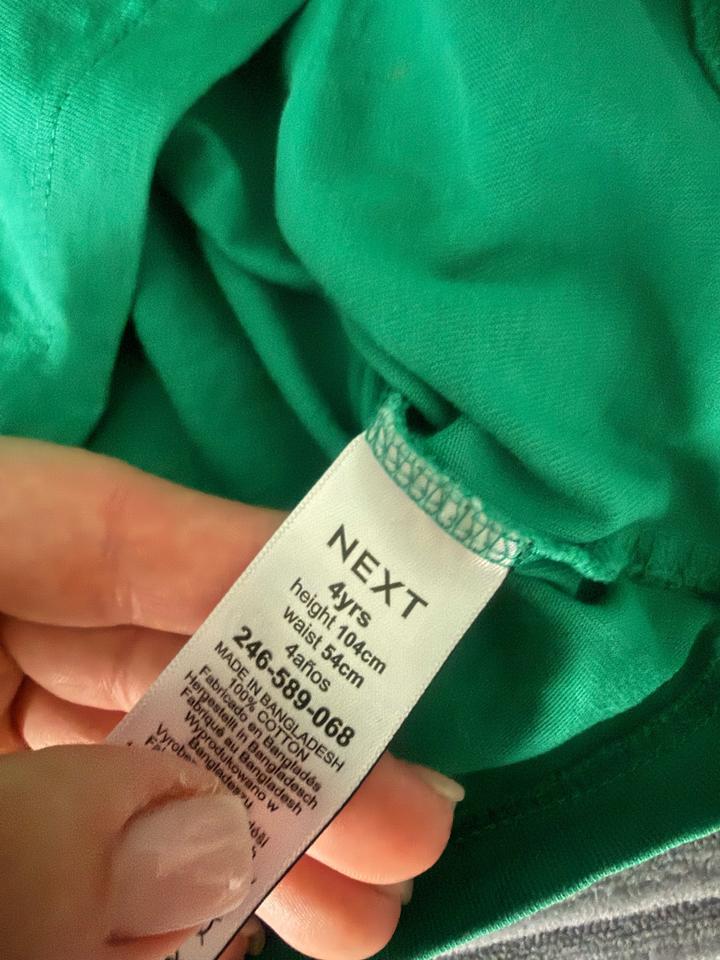 NEXT
4yrs
height 104cm
waist 54cm
4años
246-589-068
MADE IN BANGLADESH
100% COTTON
Fabricado en Bangladés
Hergestellt in Bangladesch
Fabriqué au Bangladesh
Wyprodukowano w
Bangladeszu